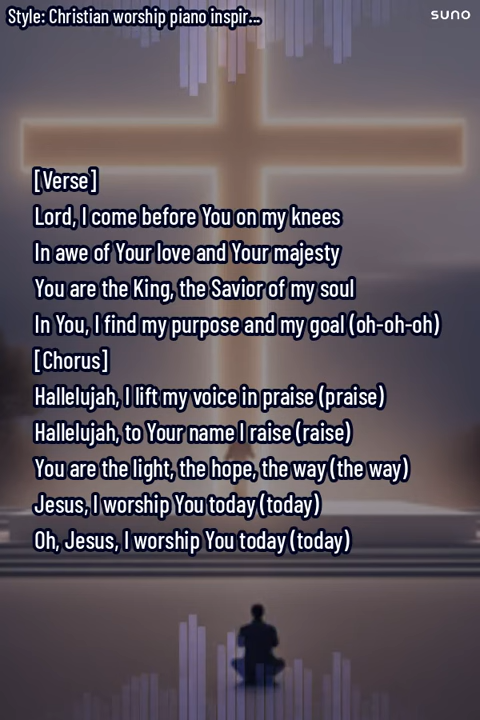 Style: Christian worship piano inspir...
suno
[Verse]
Lord, I come before You on my knees
In awe of Your love and Your majesty
You are the King, the Savior of my soul
In You, I find my purpose and my goal (oh-oh-oh)
[Chorus]
Hallelujah, I lift my voice in praise (praise)
Hallelujah, to Your name I raise (raise)
You are the light, the hope, the way (the way)
Jesus, I worship You today (today)
Oh, Jesus, I worship You today (today)